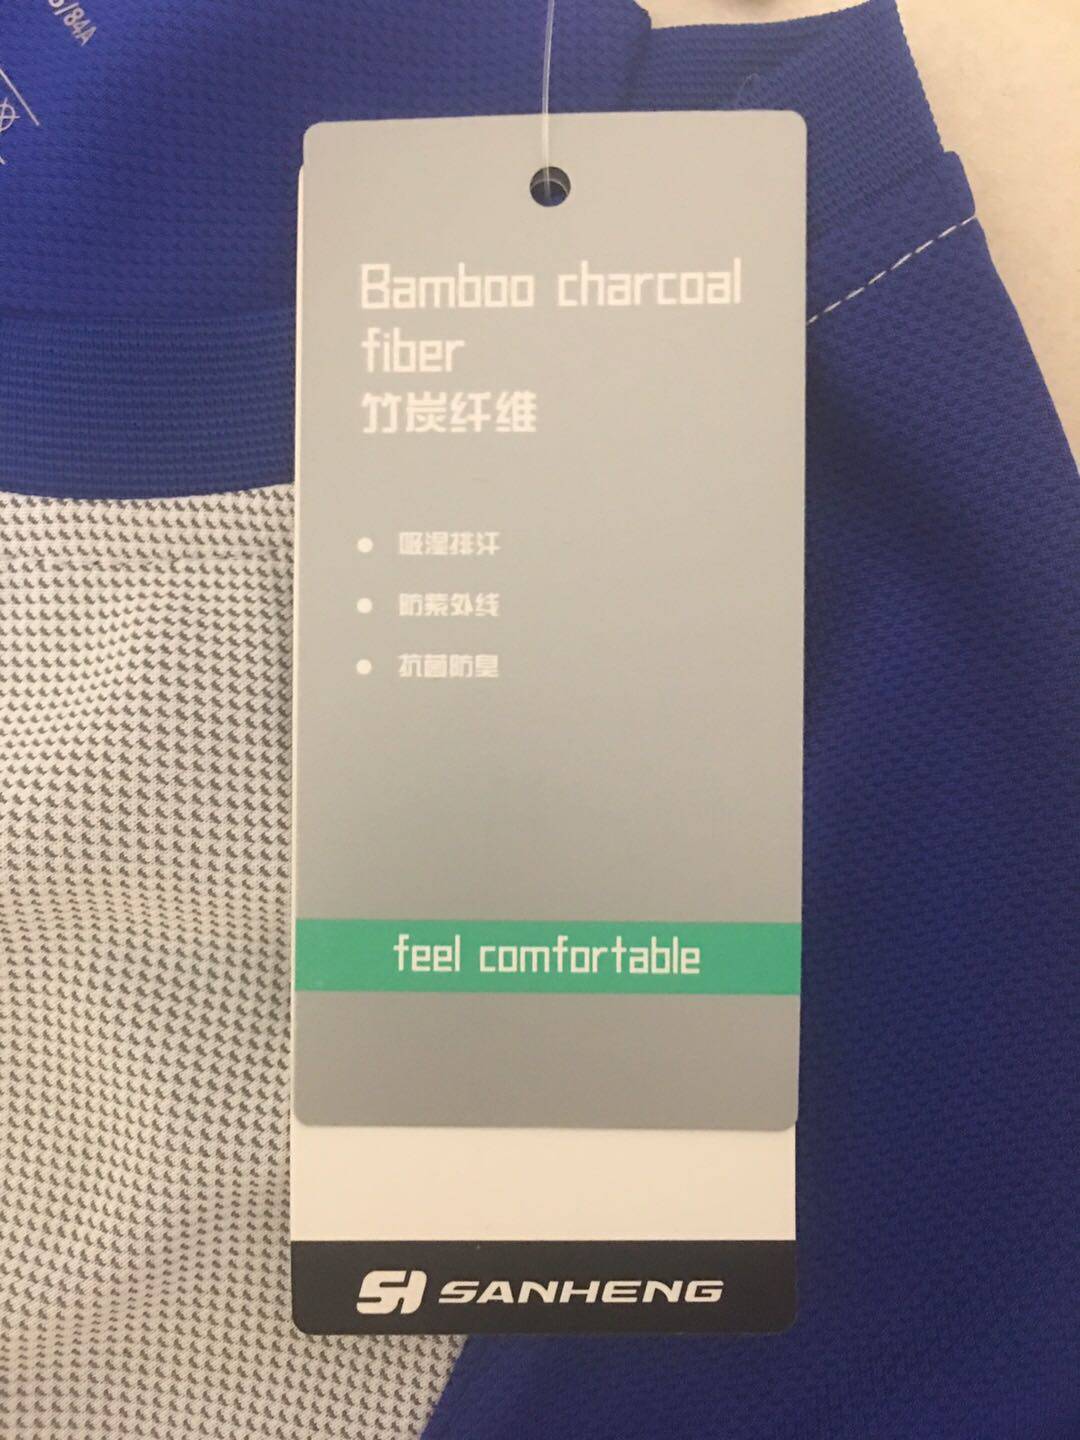 /84A
Bamboo charcoal
fiber
竹炭纤维
吸湿排汗
防紫外线
抗菌防臭
feel comfortable
SH SANHENG